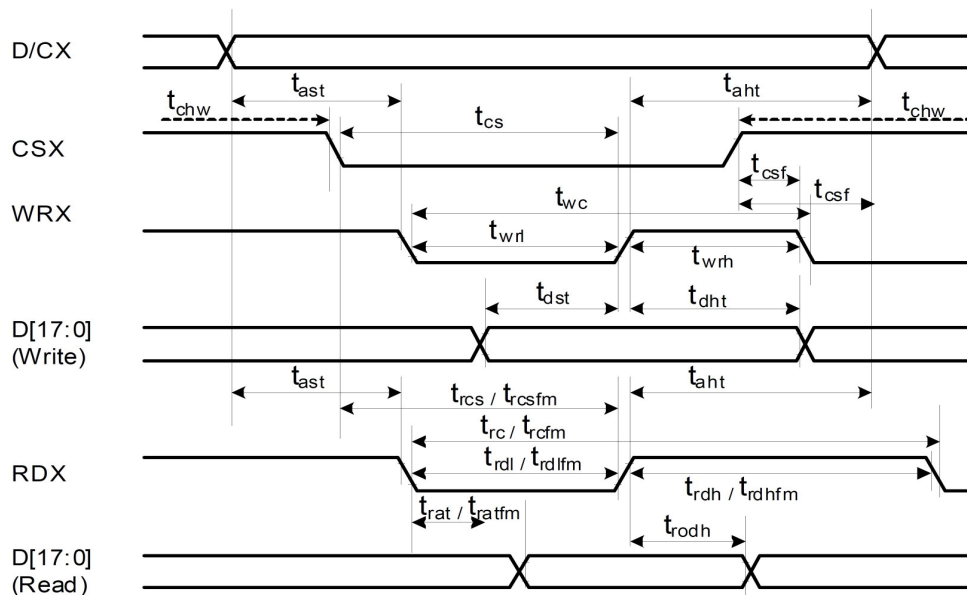 D/CX
tast
taht
tchw
tchw
tcs
CSX
tcsf
tcsf
WRX
twc
twrl
twrh
tdst
tdht
D[17:0]
(Write)
tast
taht
trcs / trcsfm
trc / trcfm
RDX
trdl / trdlfm
trdh / trdhfm
trat / tratfm
trodh
D[17:0]
(Read)